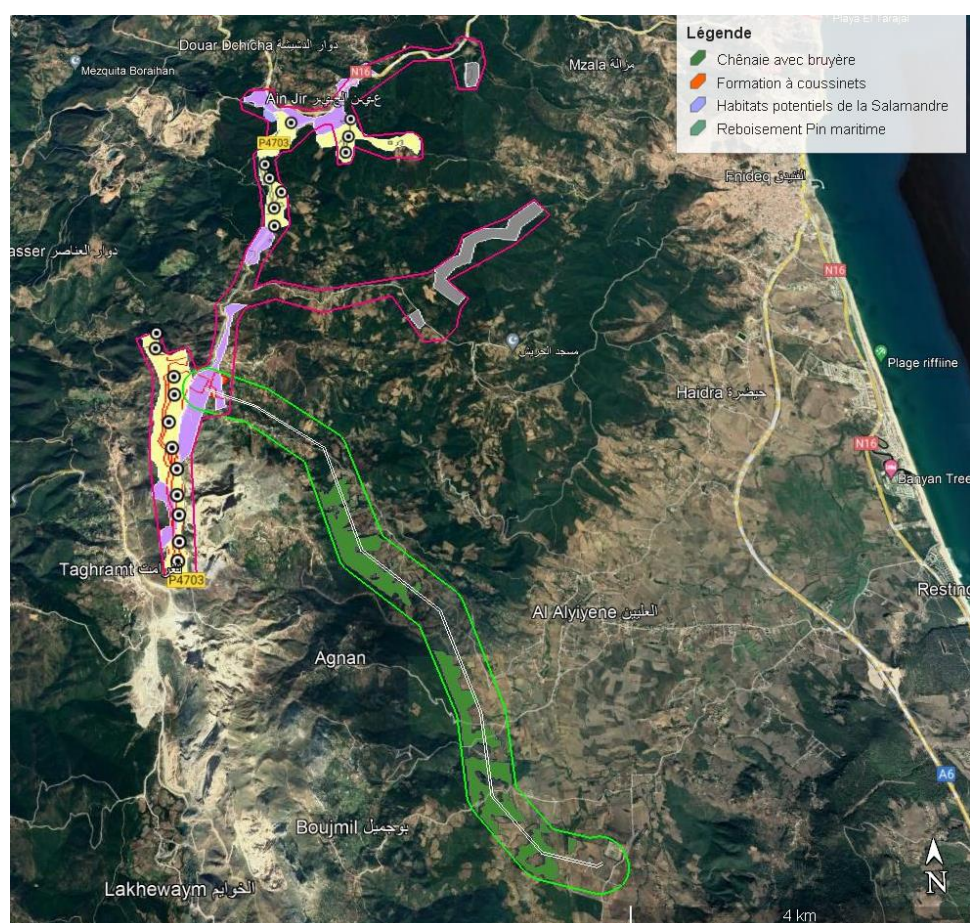 Playa El Tarajal
Légende
Chênaie avec bruyère
Formation à coussinets
Habitats potentiels de la Salamandre
Reboisement Pin maritime
Douar Dchicha دوار الدشيشة
Mezquita Boraihan
N16
Mzala مزالة
Ain Jir عين الجير
P4703
Fnideq الفنيدق
asser دوار العناصر
N16
مسجد الحريش
Plage riffiine
Haidra حيضرة
N16
Banyan Tree
Taghramt تغرامت
P4703
Resting
Al Alyiyene العليين
Agnan
A6
Boujmil بوجميل
Lakhewaym الخوايم
N
4 km